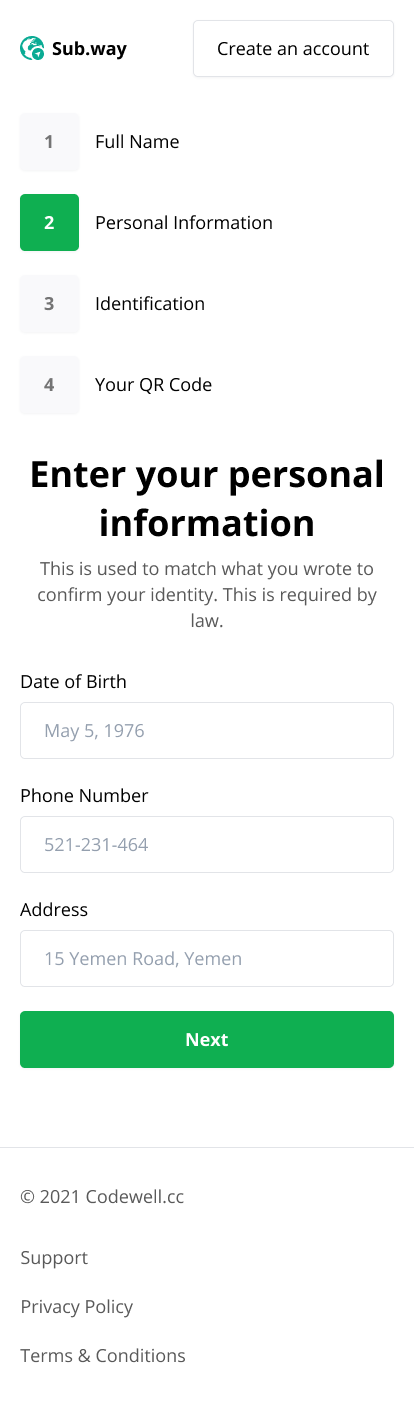 Sub.way
Create an account
1
Full Name
2
Personal Information
3
Identification
4
Your QR Code
Enter your personal
information
This is used to match what you wrote to
confirm your identity. This is required by
law.
Date of Birth
May 5, 1976
Phone Number
521-231-464
Address
15 Yemen Road, Yemen
Next
© 2021 Codewell.cc
Support
Privacy Policy
Terms & Conditions